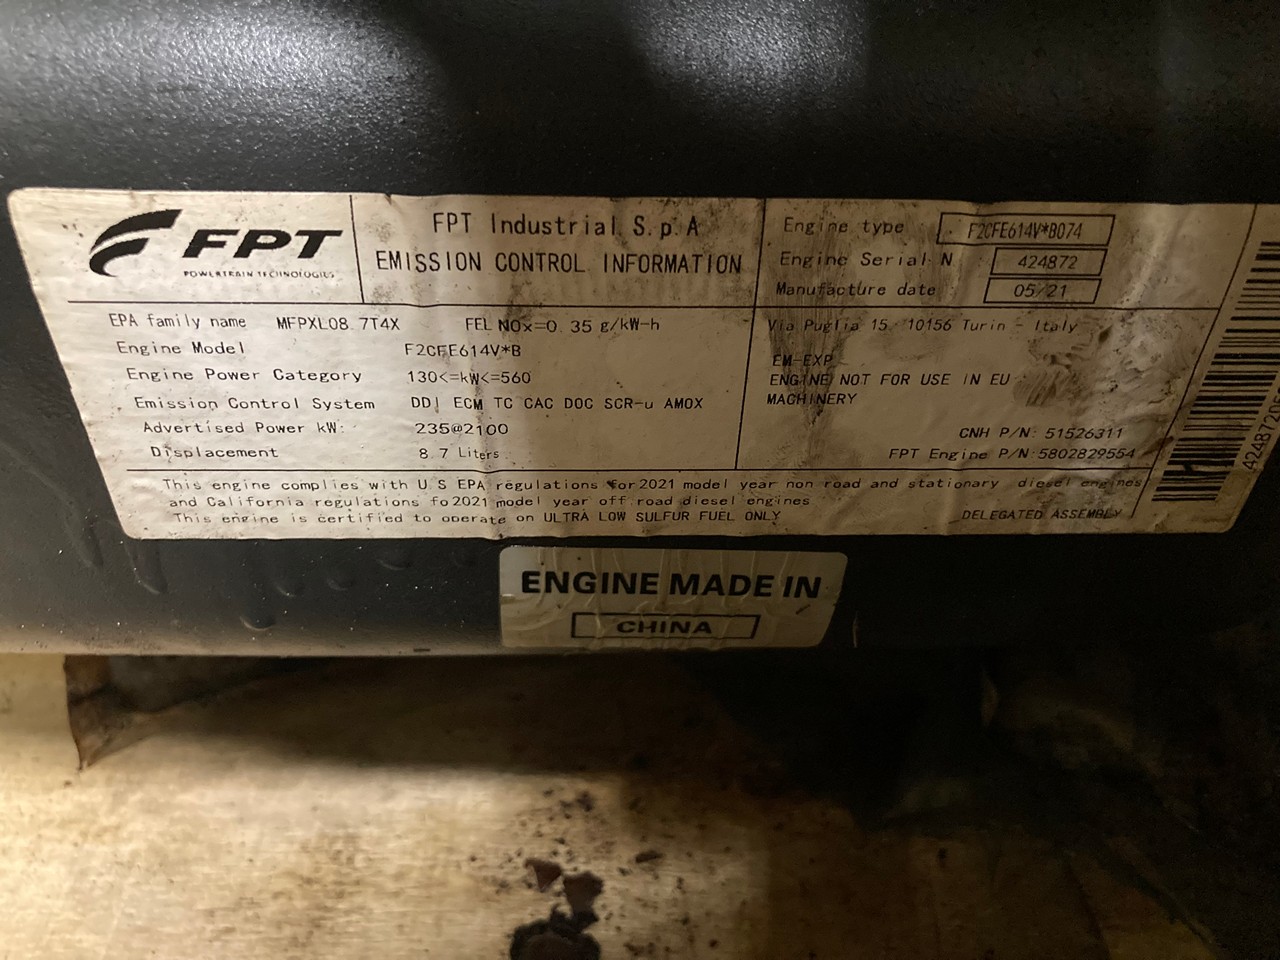 FPT
POWERTRAIN TECHNOLOGIES
FPT Industrial S.p.A
EMISSION CONTROL INFORMATION
Engine type F2CFE614V*B074
Engine Serial N 424872
Manufacture date 05/21
EPA family name MFPXL08.7T4X FEL NOx=0.35 g/kW-h
Engine Model F2CFE614V*B
Engine Power Category 130<=kW<=560
Emission Control System DDI ECM TC CAC DOC SCR-u AMOX
Advertised Power kW: 235@2100
Displacement 8.7 Liters
Via Puglia 15 10156 Turin - Italy
EM-EXP
ENGINE NOT FOR USE IN EU
MACHINERY
CNH P/N: 51526311
FPT Engine P/N:5802829554
This engine complies with U.S EPA regulations for 2021 model year non road and stationary diesel engines
and California regulations fo2021 model year off road diesel engines
This engine is certified to operate on ULTRA LOW SULFUR FUEL ONLY
DELEGATED ASSEMBLY
ENGINE MADE IN
CHINA